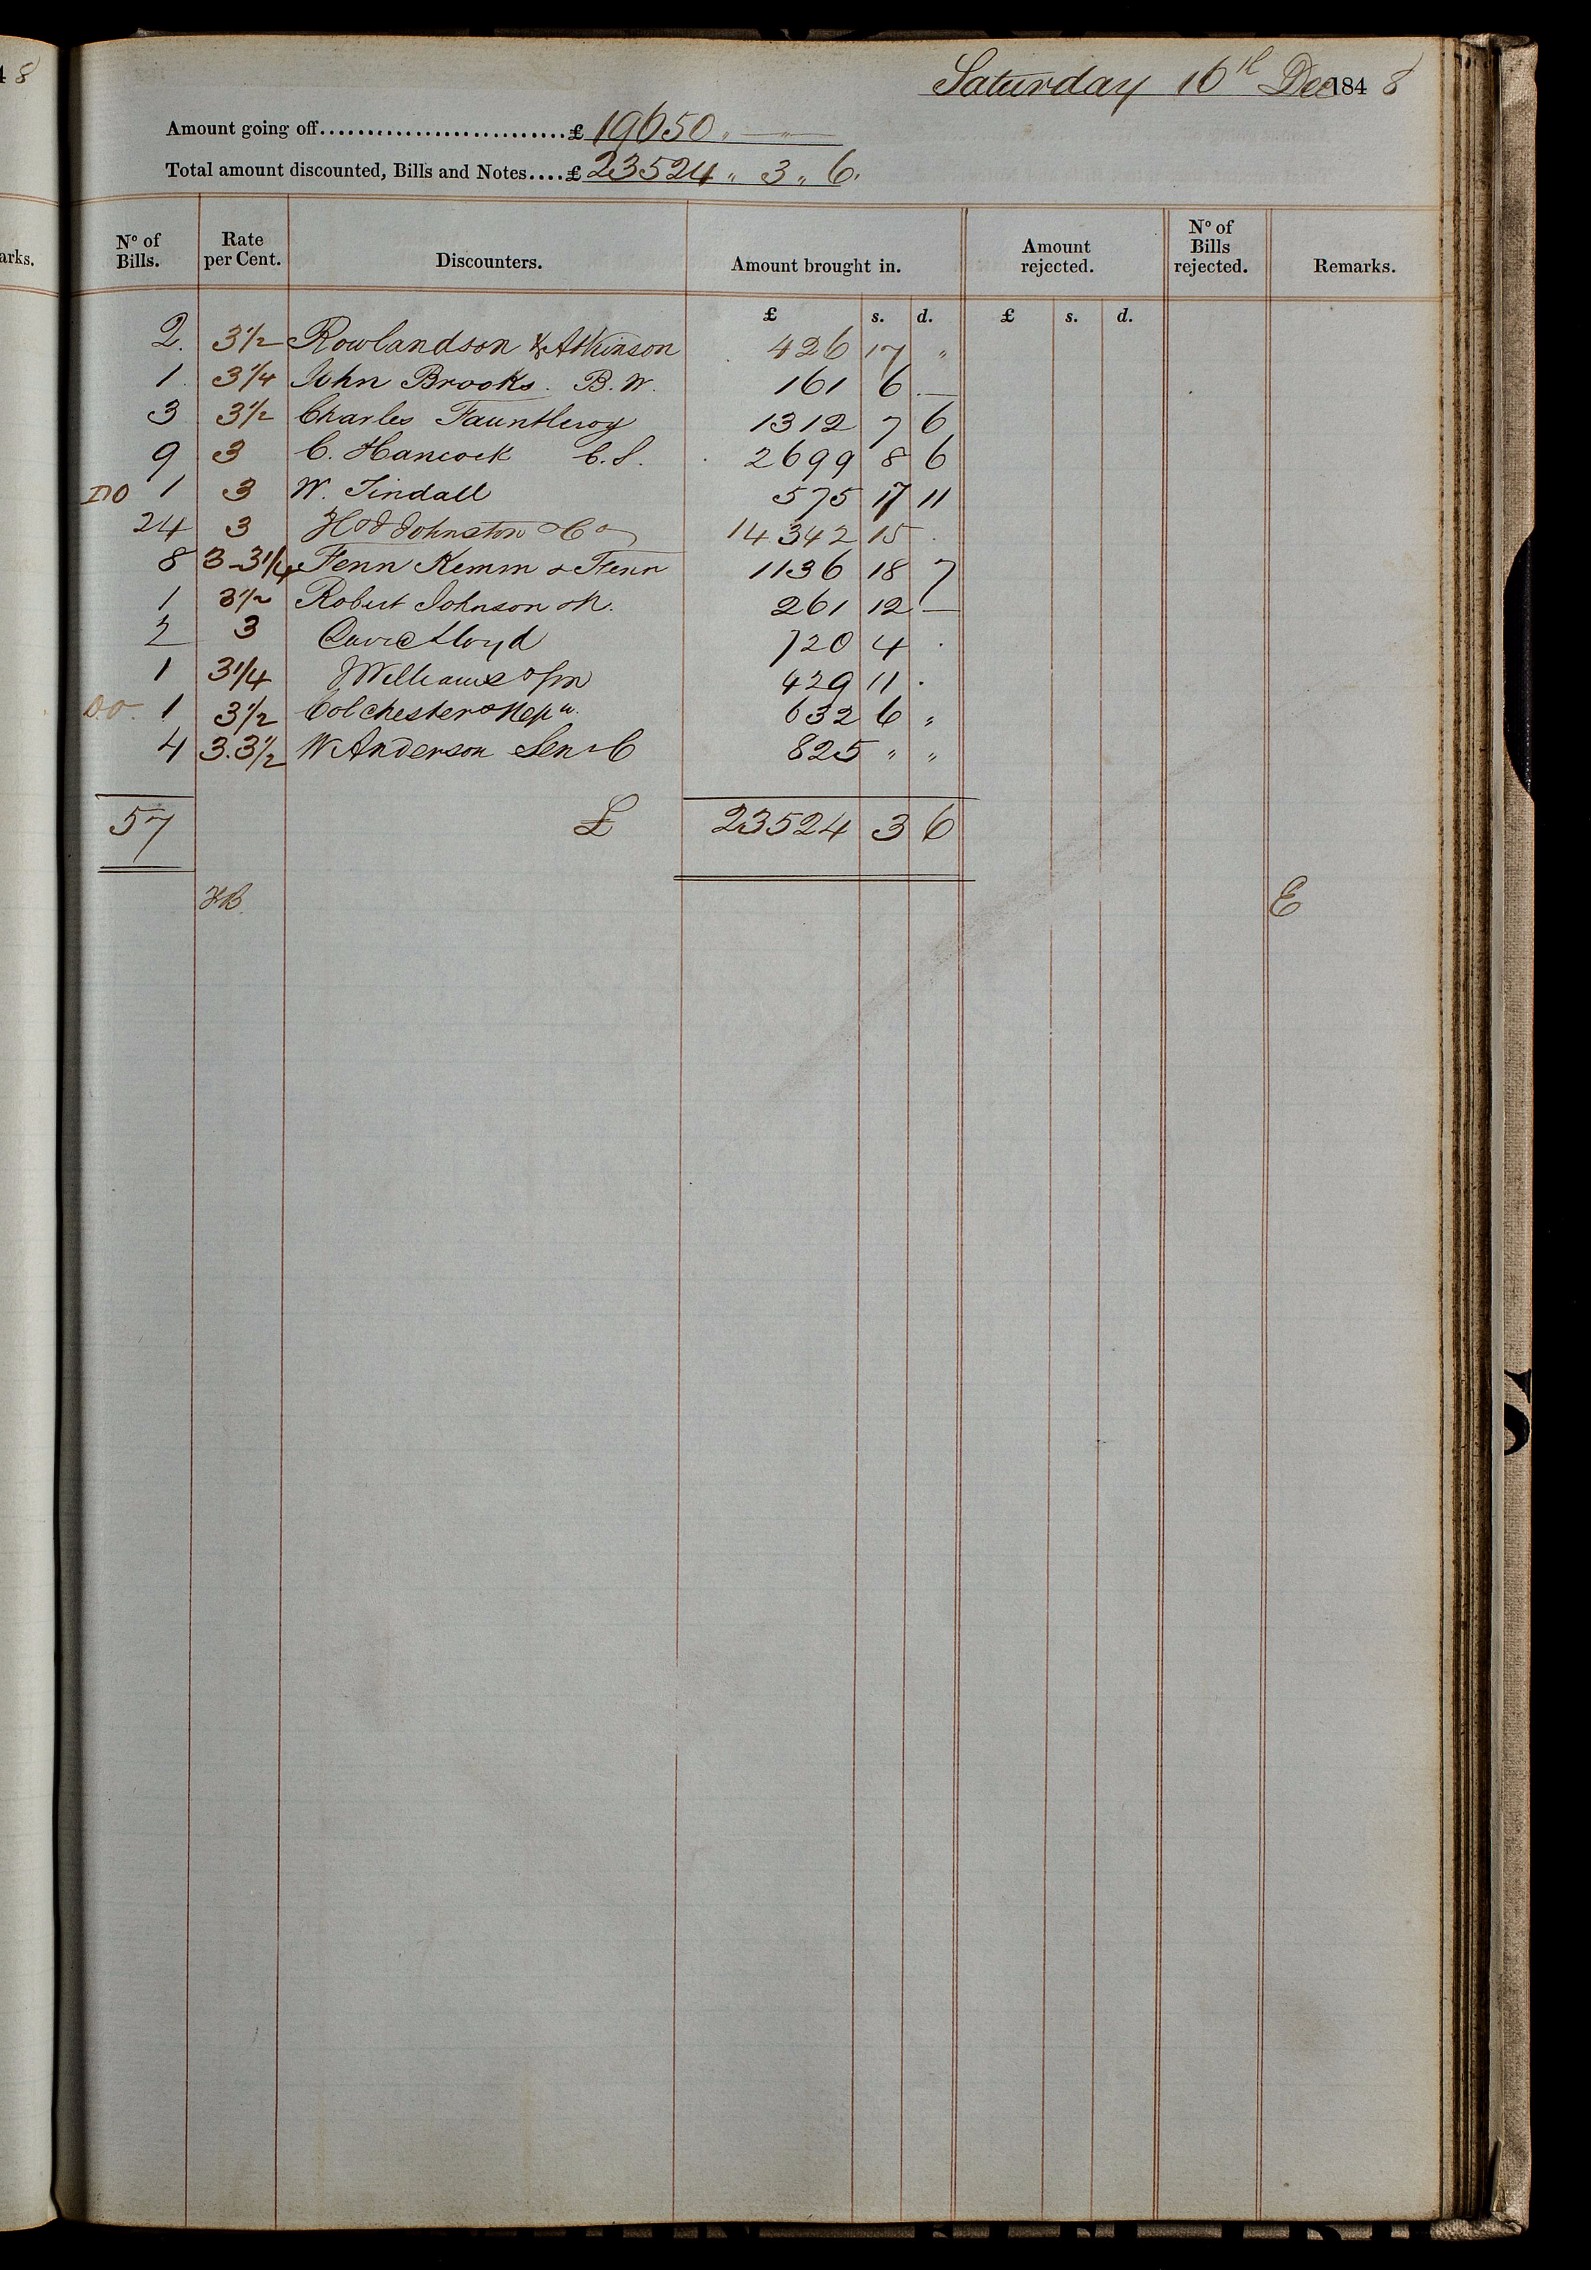 48
Saturday 16th Dec 1848
Amount going off...........................£ 19650 „ — „ —
Total amount discounted, Bills and Notes....£ 23524 „ 3 „ 6.
arks.
No of Bills. Rate per Cent. Discounters. Amount brought in. Amount rejected. No of Bills rejected. Remarks.
£ s. d. £ s. d.
2. 3½ Rowlandson & Atkinson 426 17 „
1. 3¼ John Brooks. B. W. 161 6 —
3 3½ Charles Fauntleroy 1312 7 6
9 3 C. Hancock C. S. 2699 8 6
DO 1 3 W. Tindall 575 17 11
24 3 H & J Johnston & Co 14342 15 .
8 3-3¼ Fenn Kemm & Fenn 1136 18 7
1 3½ Robert Johnson 261 12 —
2 3 David Lloyd 720 4 .
1 3¼ J Williams & Son 429 11 .
DO. 1 3½ Colchester & 632 6 „
4 3.3½ W Anderson Sen & C 825 „ „
57 £ 23524 3 6
HB. E